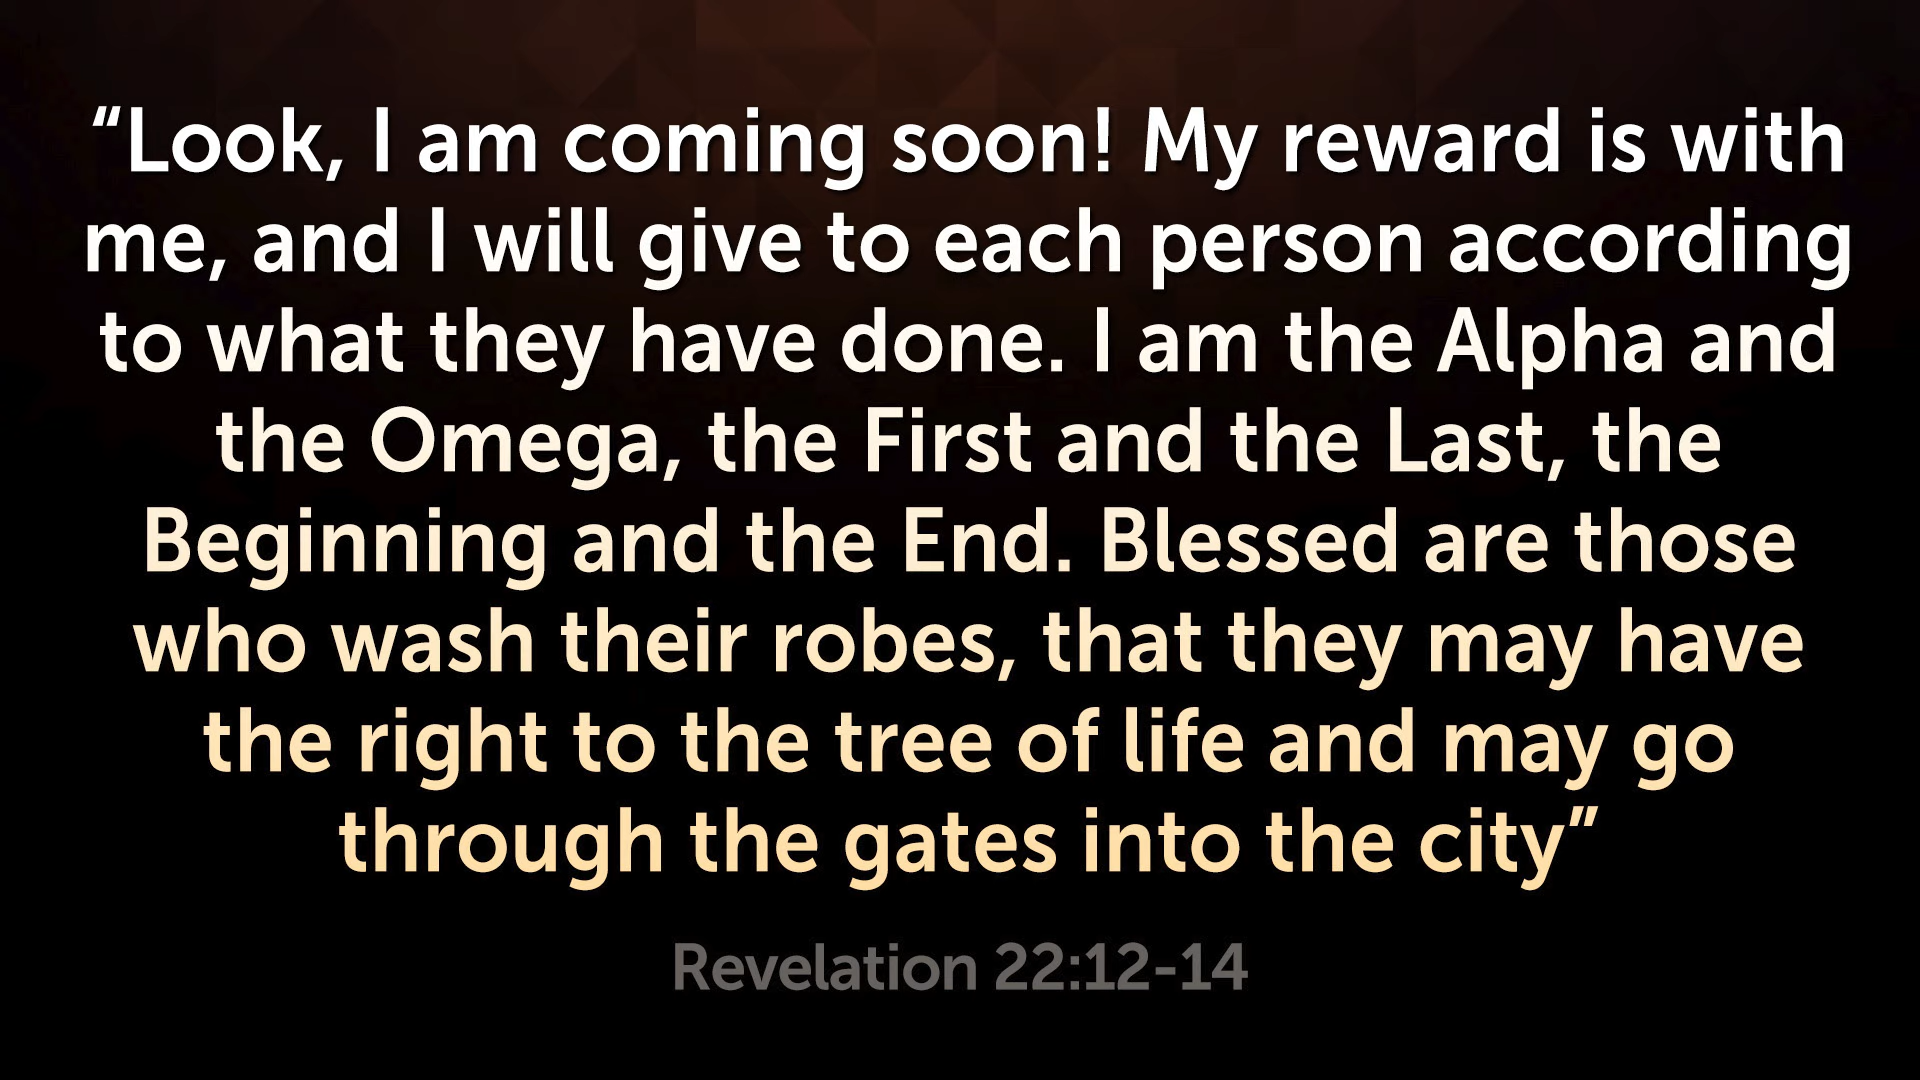 “Look, I am coming soon! My reward is with
me, and I will give to each person according
to what they have done. I am the Alpha and
the Omega, the First and the Last, the
Beginning and the End. Blessed are those
who wash their robes, that they may have
the right to the tree of life and may go
through the gates into the city”
Revelation 22:12-14